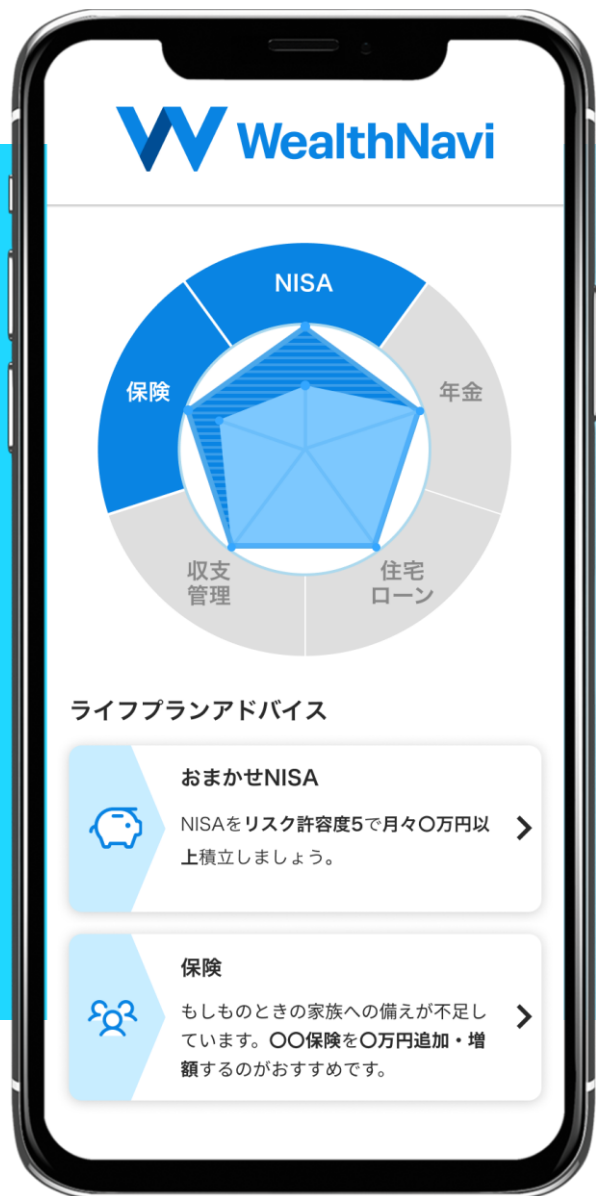 WealthNavi
NISA
保険
年金
収支
管理
住宅
ローン
ライフプランアドバイス
おまかせNISA
NISAをリスク許容度5で月々〇万円以
上積立しましょう。
保険
もしものときの家族への備えが不足し
ています。〇〇保険を〇万円追加・増
額するのがおすすめです。